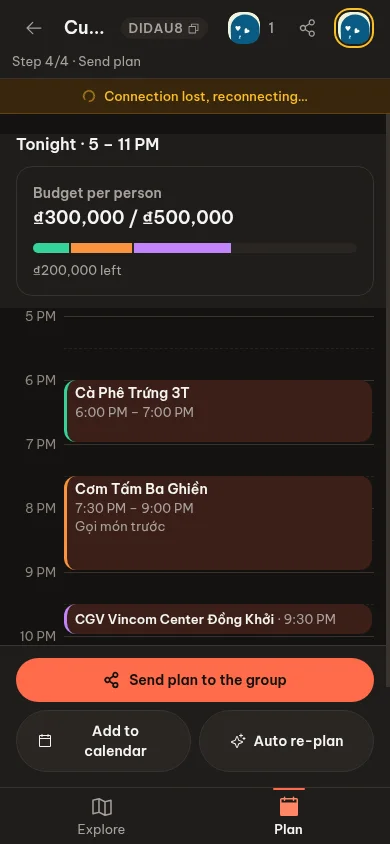 Cu...
DIDAU8
1
Step 4/4 · Send plan
Connection lost, reconnecting...
Tonight · 5 – 11 PM
Budget per person
₫300,000 / ₫500,000
₫200,000 left
5 PM
6 PM
Cà Phê Trứng 3T
6:00 PM – 7:00 PM
7 PM
Cơm Tấm Ba Ghiền
8 PM
7:30 PM – 9:00 PM
Gọi món trước
9 PM
CGV Vincom Center Đồng Khởi · 9:30 PM
10 PM
Send plan to the group
Add to
calendar
Auto re-plan
Explore
Plan